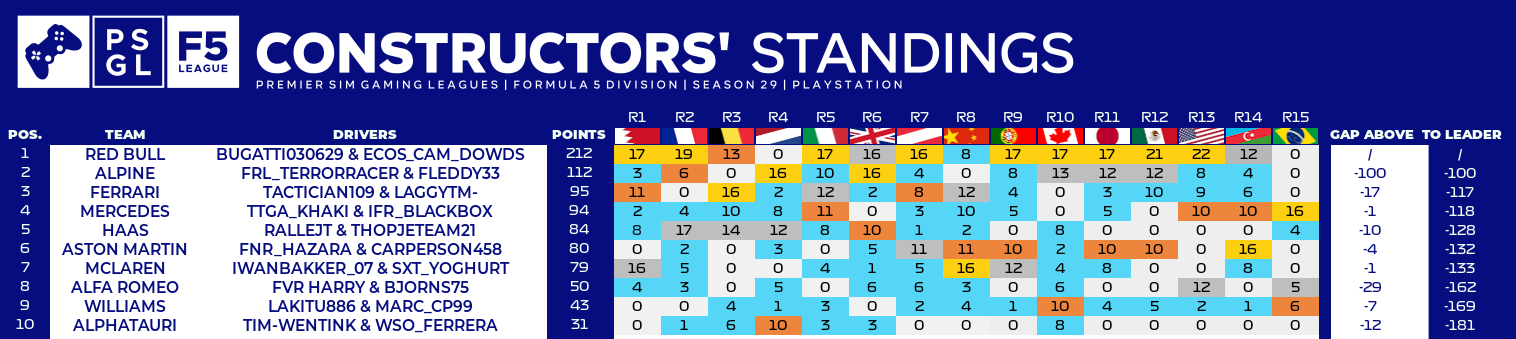 PS
GL
F5
LEAGUE
CONSTRUCTORS' STANDINGS
PREMIER SIM GAMING LEAGUES | FORMULA 5 DIVISION | SEASON 29 | PLAYSTATION
R1 R2 R3 R4 R5 R6 R7 R8 R9 R10 R11 R12 R13 R14 R15
POS. TEAM DRIVERS POINTS GAP ABOVE TO LEADER
1 RED BULL BUGATTI030629 & ECOS_CAM_DOWDS 212 17 19 13 0 17 16 16 8 17 17 17 21 22 12 0 / /
2 ALPINE FRL_TERRORRACER & FLEDDY33 112 3 6 0 16 10 16 4 0 8 13 12 12 8 4 0 -100 -100
3 FERRARI TACTICIAN109 & LAGGYTM- 95 11 0 16 2 12 2 8 12 4 0 3 10 9 6 0 -17 -117
4 MERCEDES TTGA_KHAKI & IFR_BLACKBOX 94 2 4 10 8 11 0 3 10 5 0 5 0 10 10 16 -1 -118
5 HAAS RALLEJT & THOPJETEAM21 84 8 17 14 12 8 10 1 2 0 8 0 0 0 0 4 -10 -128
6 ASTON MARTIN FNR_HAZARA & CARPERSON458 80 0 2 0 3 0 5 11 11 10 2 10 10 0 16 0 -4 -132
7 MCLAREN IWANBAKKER_07 & SXT_YOGHURT 79 16 5 0 0 4 1 5 16 12 4 8 0 0 8 0 -1 -133
8 ALFA ROMEO FVR HARRY & BJORNS75 50 4 3 0 5 0 6 6 3 0 6 0 0 12 0 5 -29 -162
9 WILLIAMS LAKITU886 & MARC_CP99 43 0 0 4 1 3 0 2 4 1 10 4 5 2 1 6 -7 -169
10 ALPHATAURI TIM-WENTINK & WSO_FERRERA 31 0 1 6 10 3 3 0 0 0 8 0 0 0 0 0 -12 -181